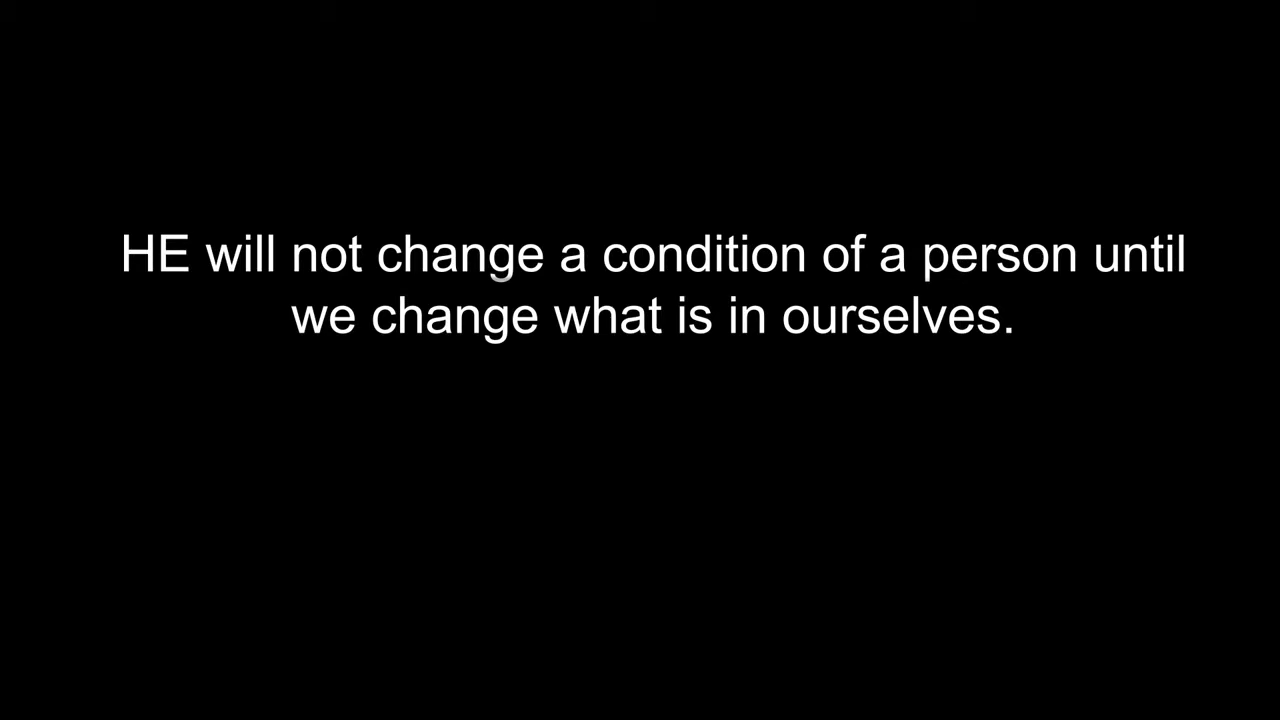 HE will not change a condition of a person until
we change what is in ourselves.